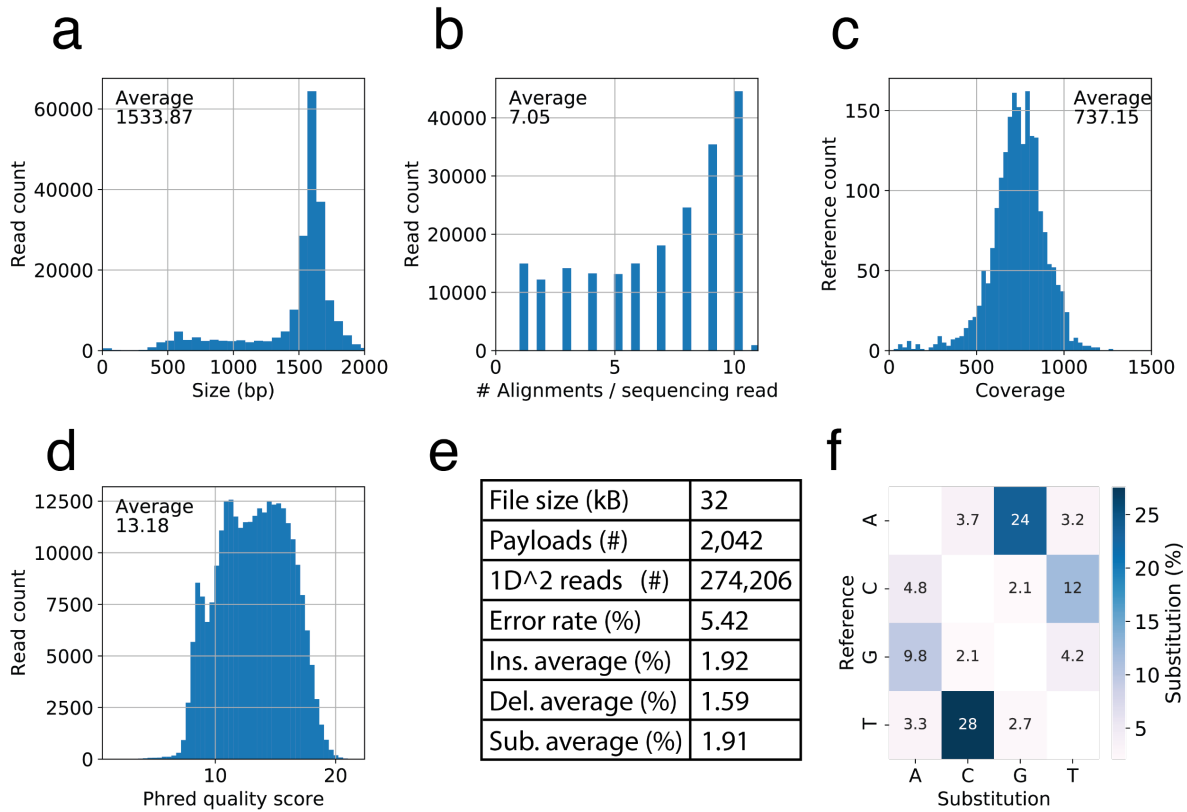 a
Average
1533.87
60000
40000
20000
0
Read count
0 500 1000 1500 2000
Size (bp)
b
Average
7.05
40000
30000
20000
10000
0
Read count
0 5 10
# Alignments / sequencing read
c
Average
737.15
150
100
50
0
Reference count
0 500 1000 1500
Coverage
d
Average
13.18
12500
10000
7500
5000
2500
0
Read count
10 20
Phred quality score
e
File size (kB) 32
Payloads (#) 2,042
1D^2 reads (#) 274,206
Error rate (%) 5.42
Ins. average (%) 1.92
Del. average (%) 1.59
Sub. average (%) 1.91
f
Reference
A 3.7 24 3.2
C 4.8 2.1 12
G 9.8 2.1 4.2
T 3.3 28 2.7
A C G T
Substitution
25
20
15
10
5
Substitution (%)